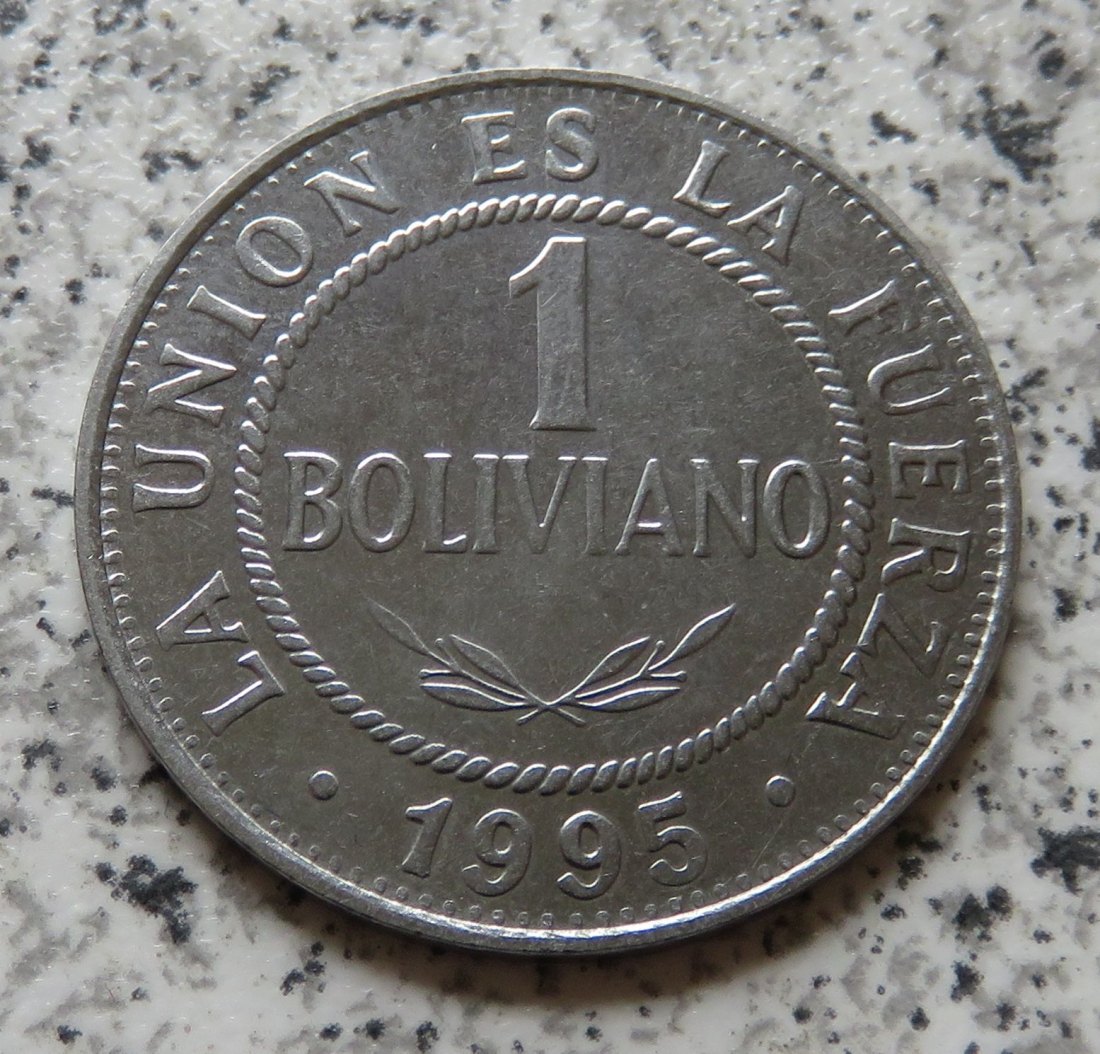 LA UNION ES LA FUERZA
1
BOLIVIANO
1995